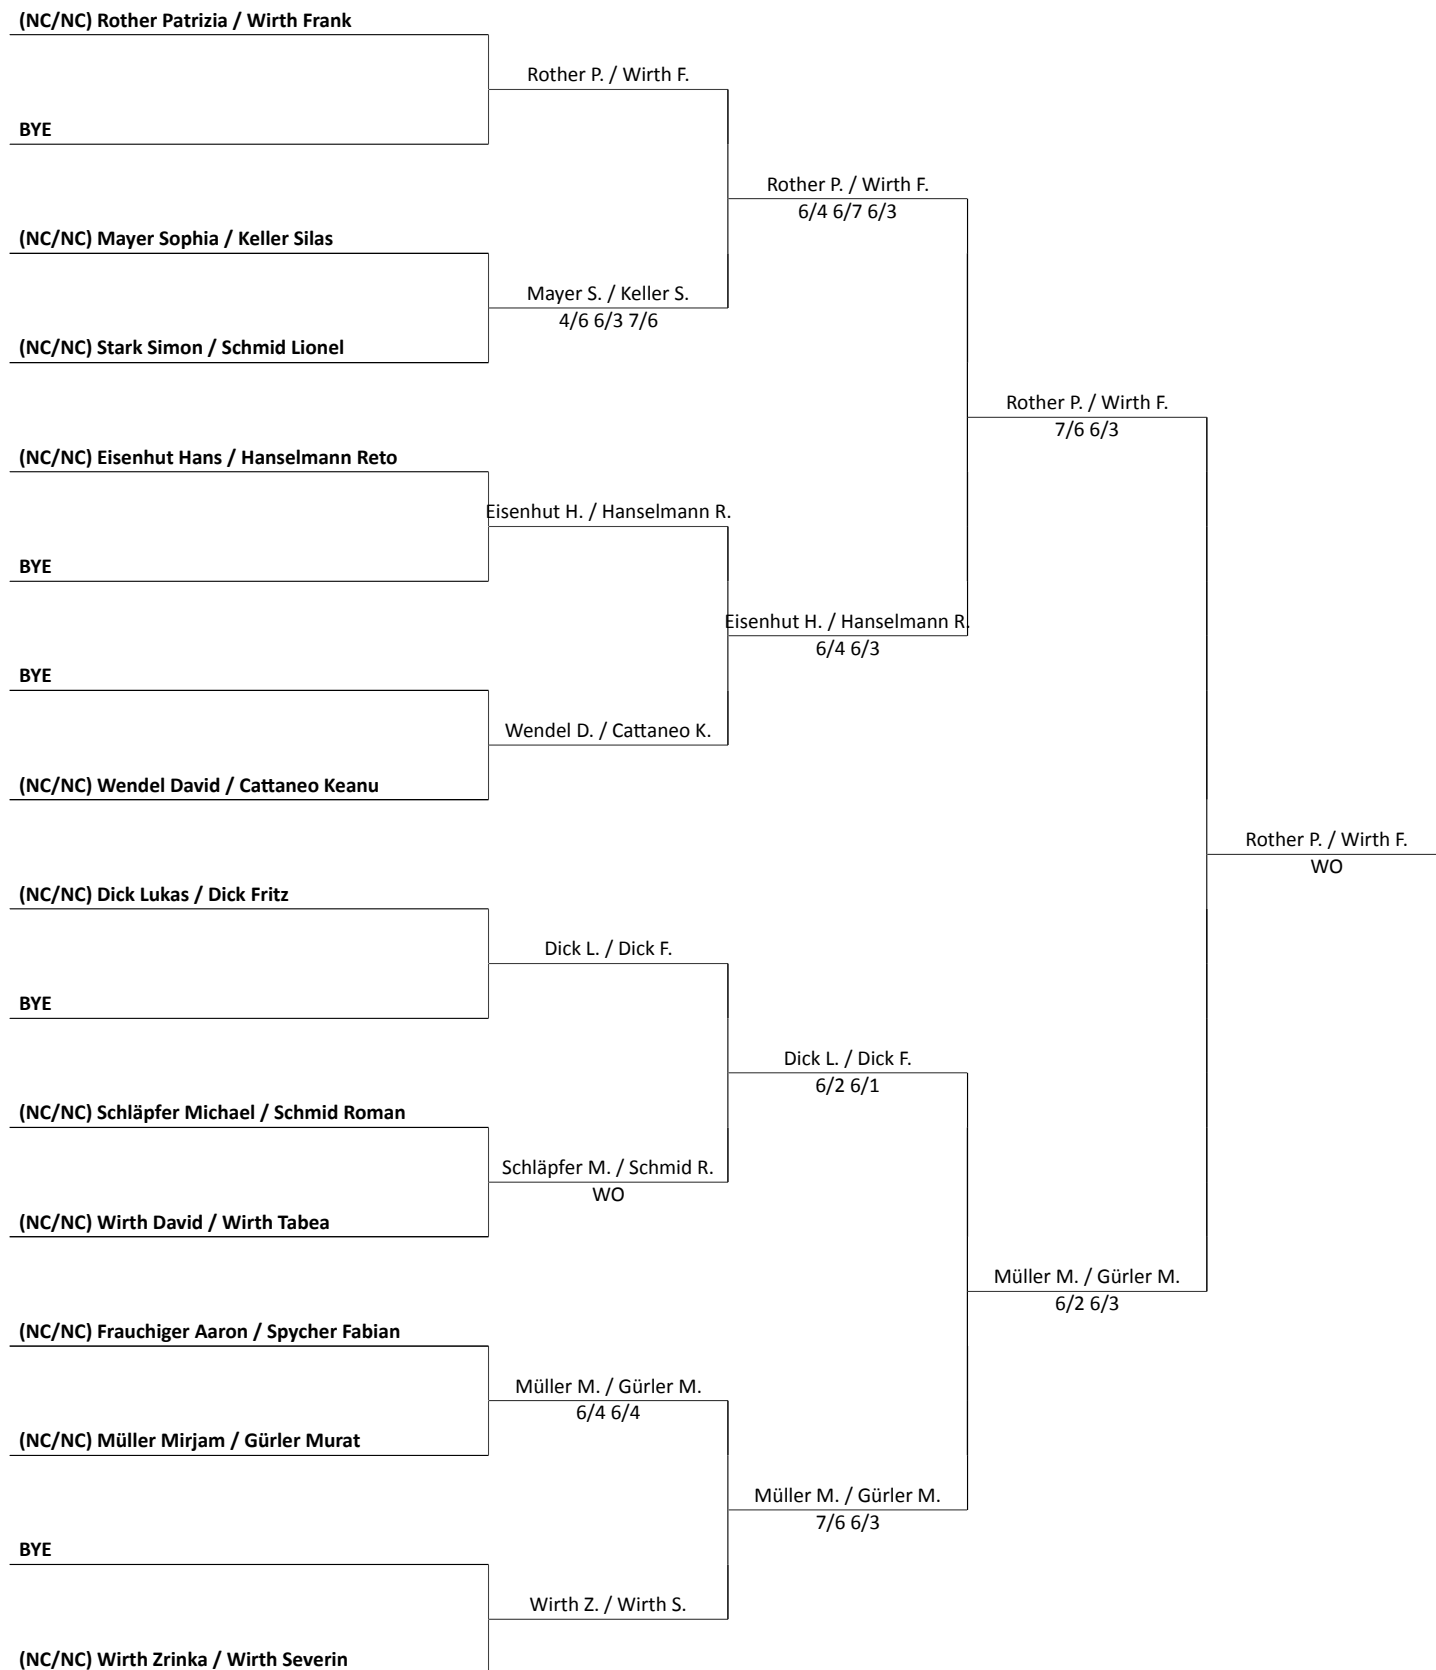 (NC/NC) Rother Patrizia / Wirth Frank
Rother P. / Wirth F.
BYE
Rother P. / Wirth F.
6/4 6/7 6/3
(NC/NC) Mayer Sophia / Keller Silas
Mayer S. / Keller S.
4/6 6/3 7/6
(NC/NC) Stark Simon / Schmid Lionel
Rother P. / Wirth F.
7/6 6/3
(NC/NC) Eisenhut Hans / Hanselmann Reto
Eisenhut H. / Hanselmann R.
BYE
Eisenhut H. / Hanselmann R.
6/4 6/3
BYE
Wendel D. / Cattaneo K.
(NC/NC) Wendel David / Cattaneo Keanu
Rother P. / Wirth F.
WO
(NC/NC) Dick Lukas / Dick Fritz
Dick L. / Dick F.
BYE
Dick L. / Dick F.
6/2 6/1
(NC/NC) Schläpfer Michael / Schmid Roman
Schläpfer M. / Schmid R.
WO
(NC/NC) Wirth David / Wirth Tabea
Müller M. / Gürler M.
6/2 6/3
(NC/NC) Frauchiger Aaron / Spycher Fabian
Müller M. / Gürler M.
6/4 6/4
(NC/NC) Müller Mirjam / Gürler Murat
Müller M. / Gürler M.
7/6 6/3
BYE
Wirth Z. / Wirth S.
(NC/NC) Wirth Zrinka / Wirth Severin